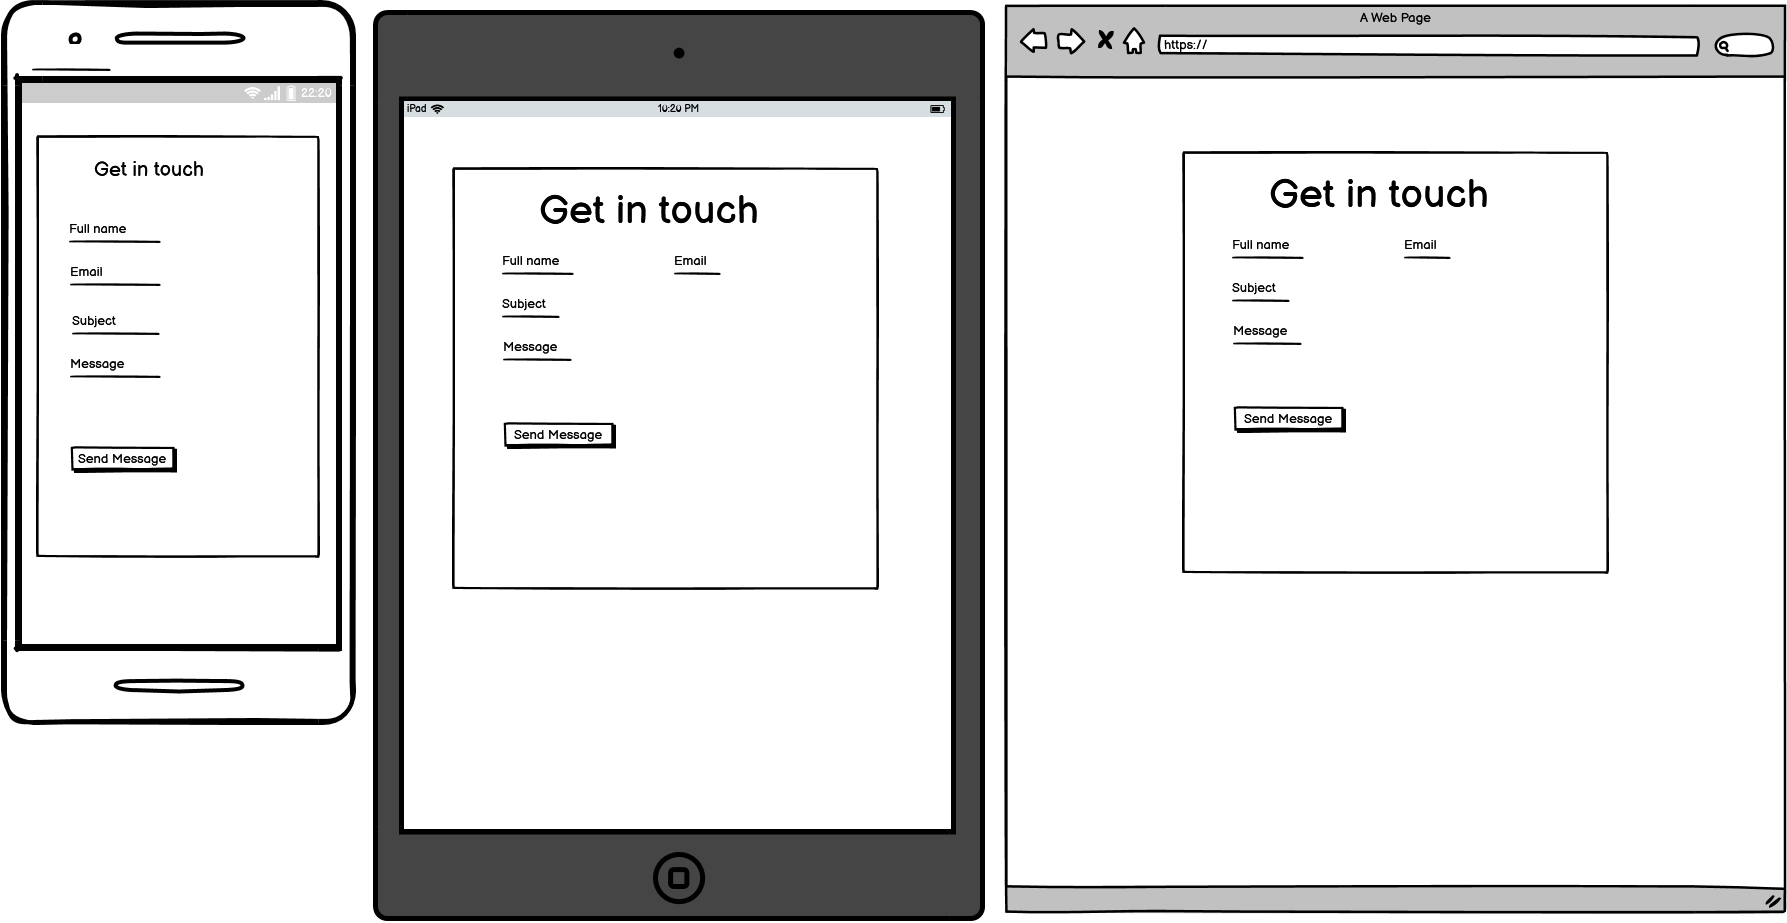 22:20
Get in touch
Full name
Email
Subject
Message
Send Message
iPad 10:20 PM
Get in touch
Full name Email
Subject
Message
Send Message
A Web Page
https://
Get in touch
Full name Email
Subject
Message
Send Message